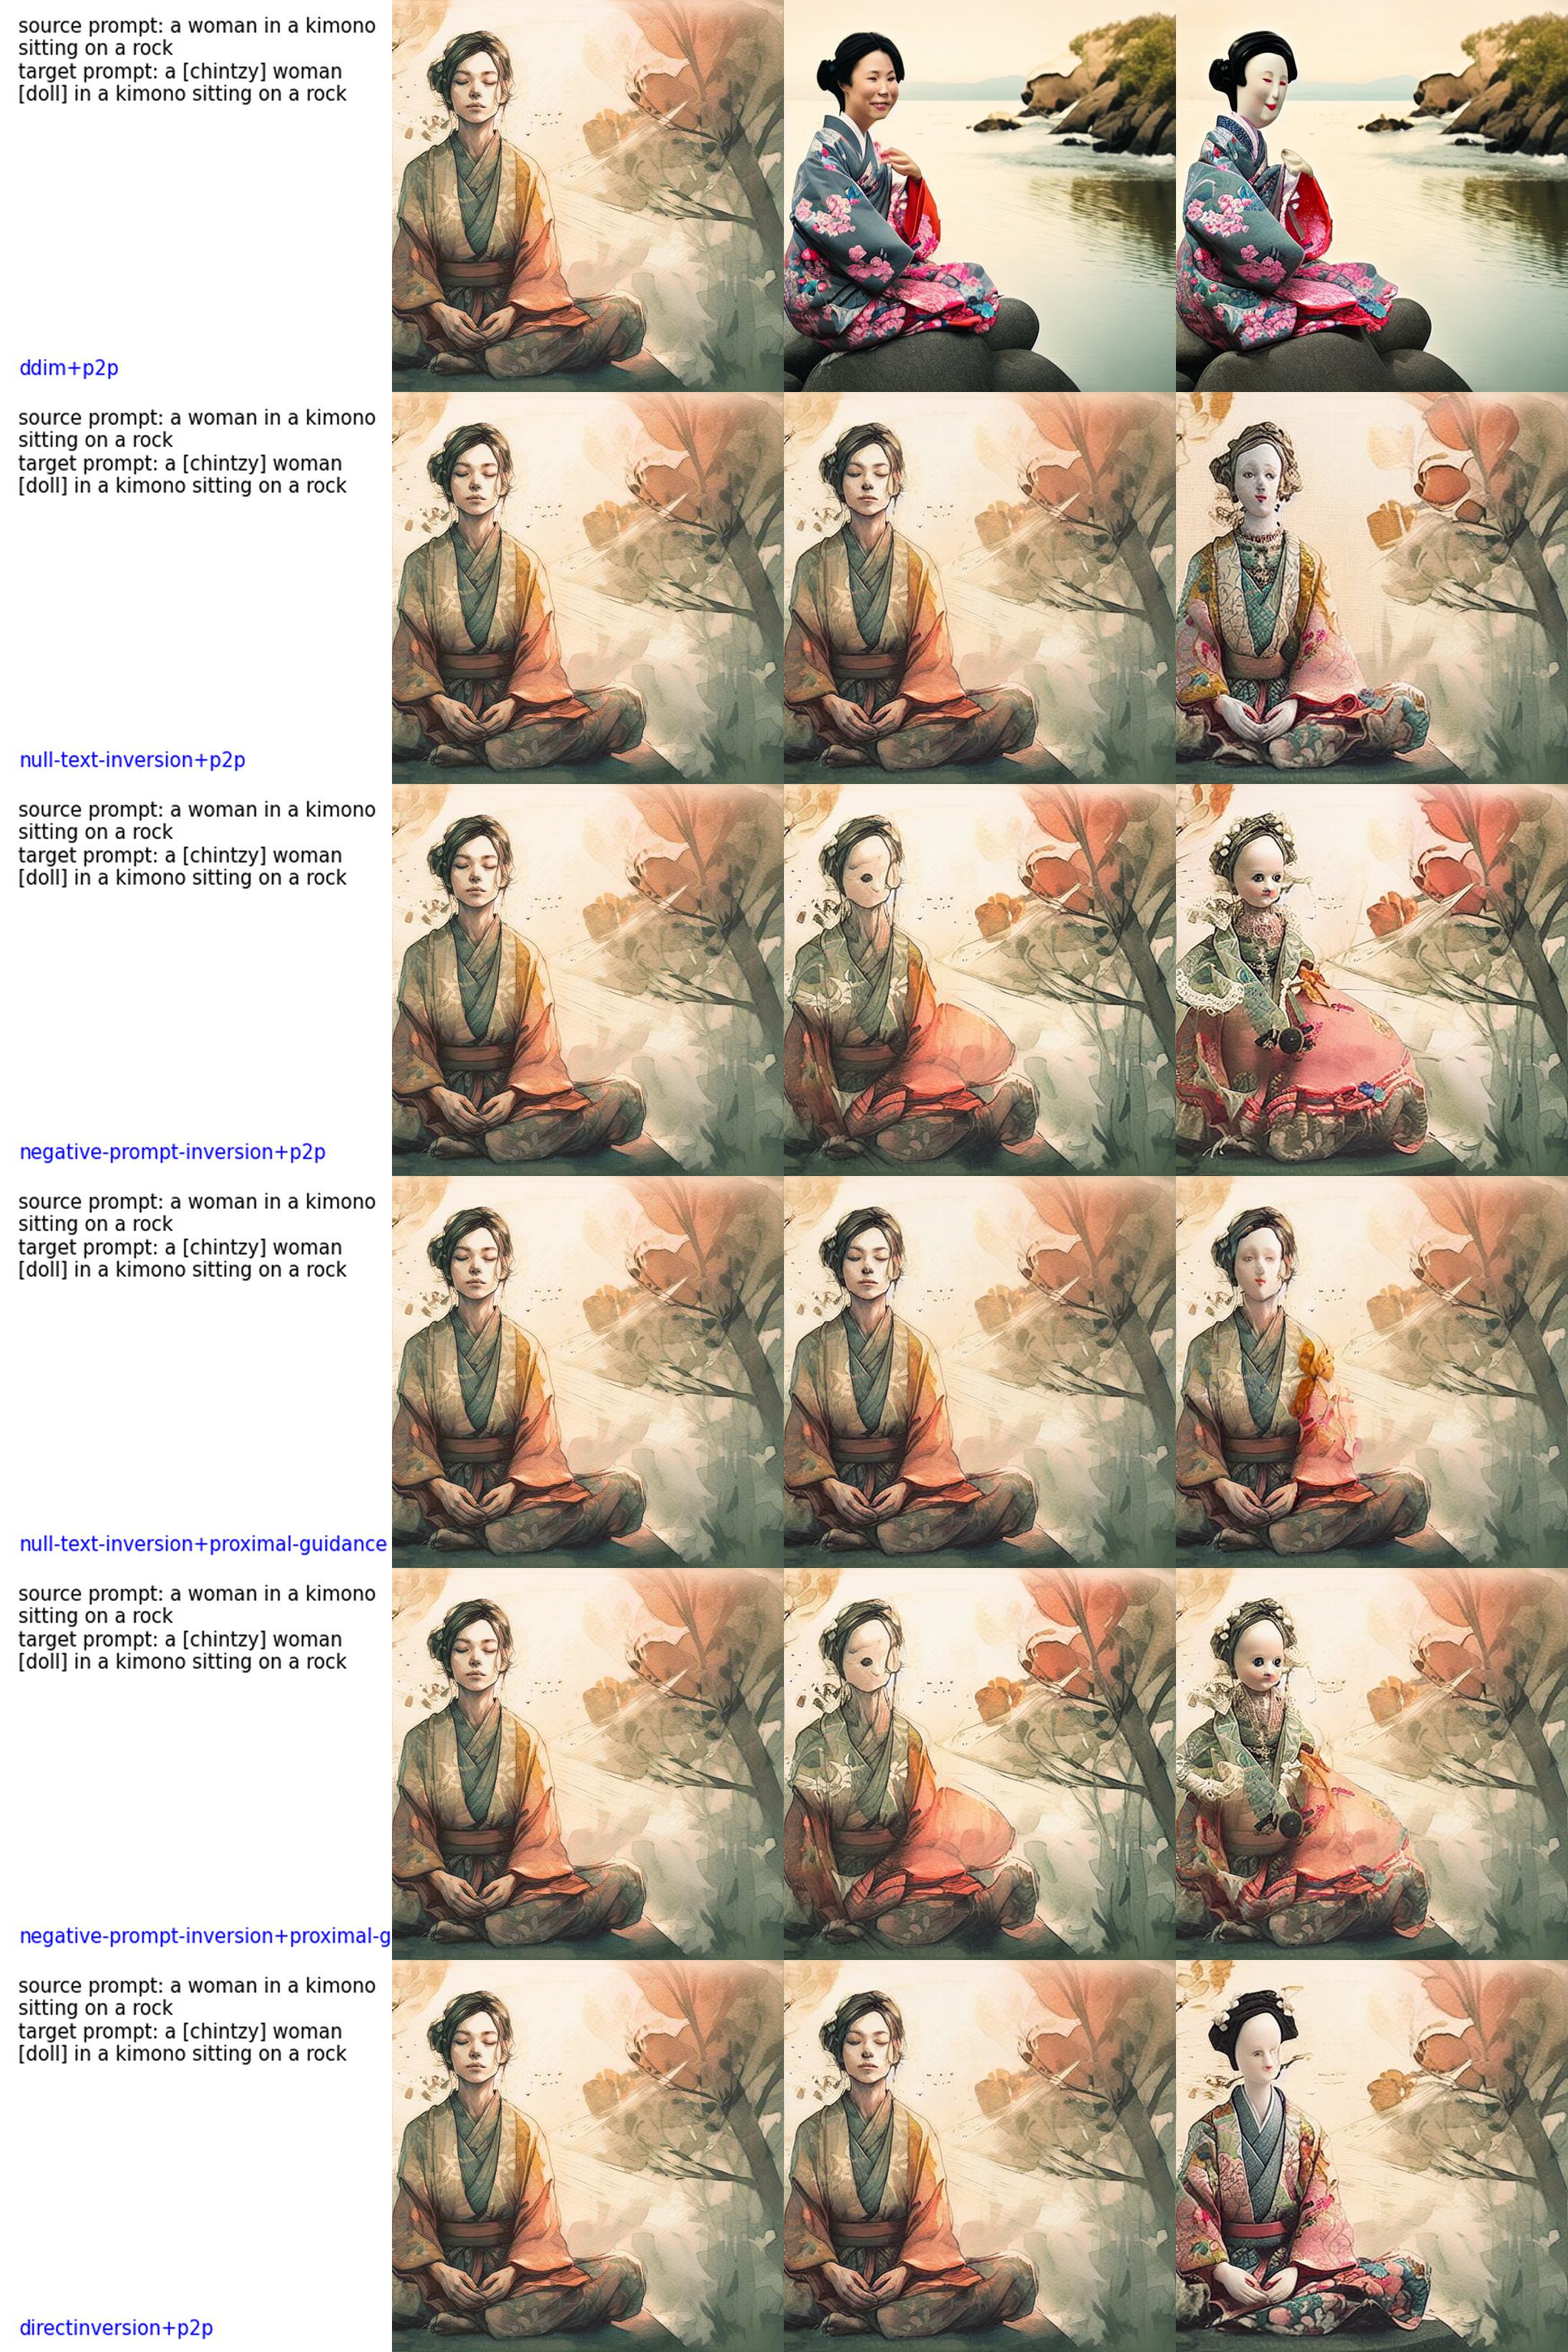 source prompt: a woman in a kimono
sitting on a rock
target prompt: a [chintzy] woman
[doll] in a kimono sitting on a rock
ddim+p2p
source prompt: a woman in a kimono
sitting on a rock
target prompt: a [chintzy] woman
[doll] in a kimono sitting on a rock
null-text-inversion+p2p
source prompt: a woman in a kimono
sitting on a rock
target prompt: a [chintzy] woman
[doll] in a kimono sitting on a rock
negative-prompt-inversion+p2p
source prompt: a woman in a kimono
sitting on a rock
target prompt: a [chintzy] woman
[doll] in a kimono sitting on a rock
null-text-inversion+proximal-guidance
source prompt: a woman in a kimono
sitting on a rock
target prompt: a [chintzy] woman
[doll] in a kimono sitting on a rock
negative-prompt-inversion+proximal-g
source prompt: a woman in a kimono
sitting on a rock
target prompt: a [chintzy] woman
[doll] in a kimono sitting on a rock
directinversion+p2p